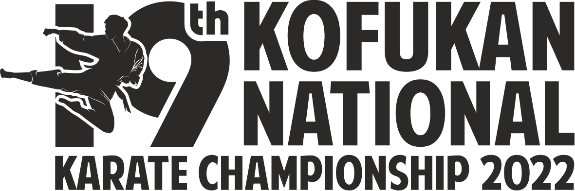 19th KOFUKAN
NATIONAL
KARATE CHAMPIONSHIP 2022